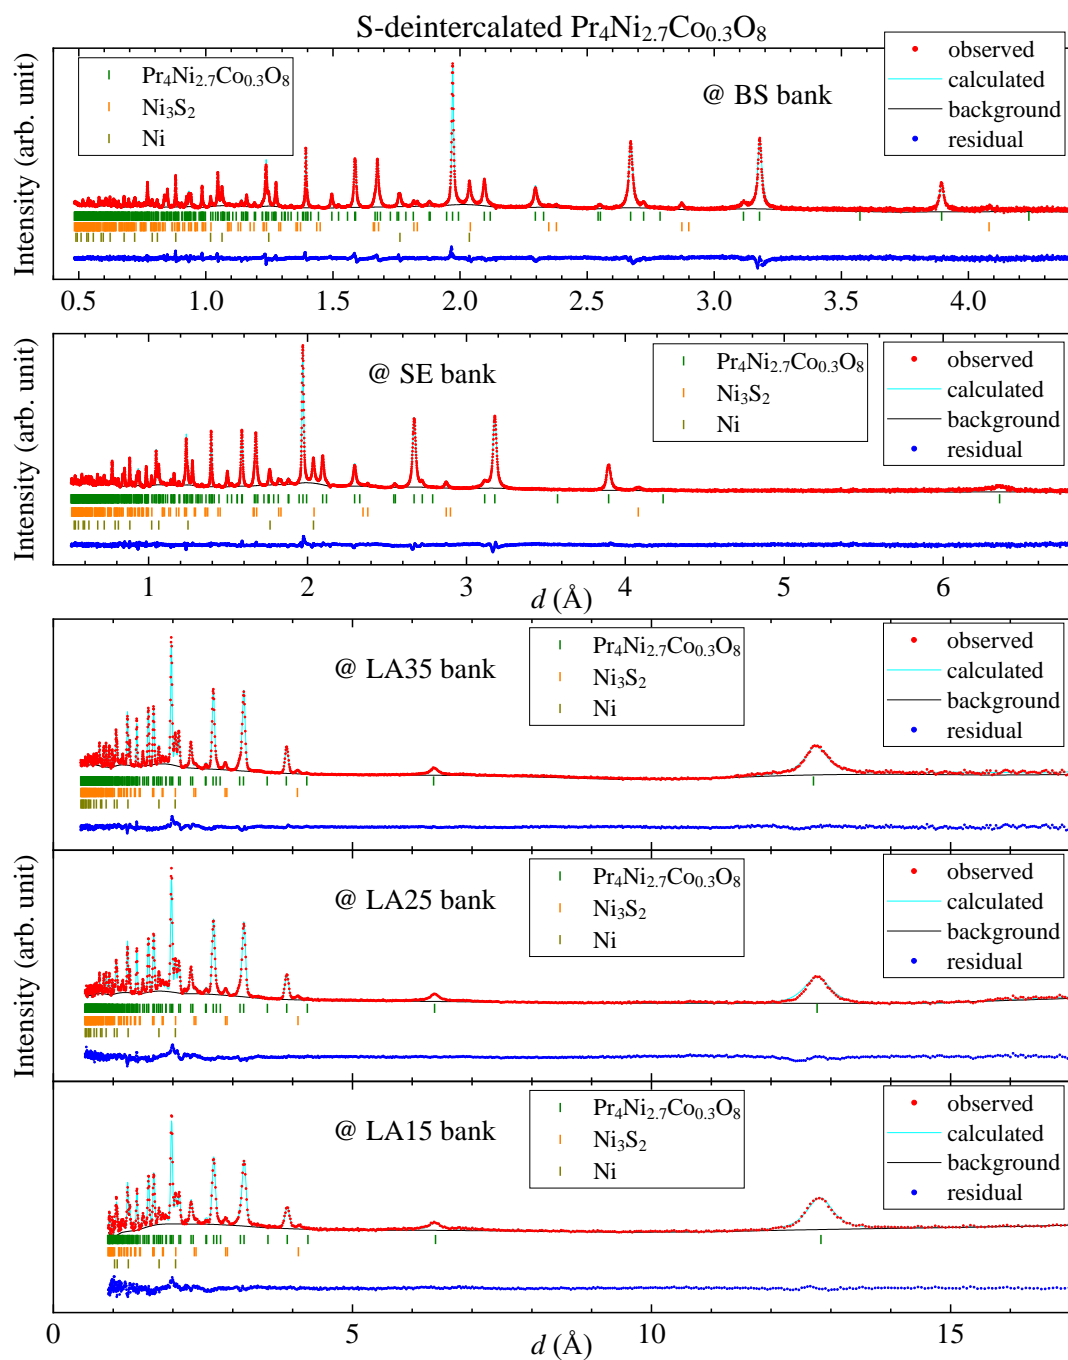 S-deintercalated Pr₄Ni₂.₇Co₀.₃O₈
Intensity (arb. unit)
Pr₄Ni₂.₇Co₀.₃O₈
Ni₃S₂
Ni
@ BS bank
observed
calculated
background
residual
0.5 1.0 1.5 2.0 2.5 3.0 3.5 4.0
Intensity (arb. unit)
@ SE bank
Pr₄Ni₂.₇Co₀.₃O₈
Ni₃S₂
Ni
observed
calculated
background
residual
1 2 3 4 5 6
d (Å)
@ LA35 bank
Pr₄Ni₂.₇Co₀.₃O₈
Ni₃S₂
Ni
observed
calculated
background
residual
Intensity (arb. unit)
@ LA25 bank
Pr₄Ni₂.₇Co₀.₃O₈
Ni₃S₂
Ni
observed
calculated
background
residual
@ LA15 bank
Pr₄Ni₂.₇Co₀.₃O₈
Ni₃S₂
Ni
observed
calculated
background
residual
0 5 10 15
d (Å)